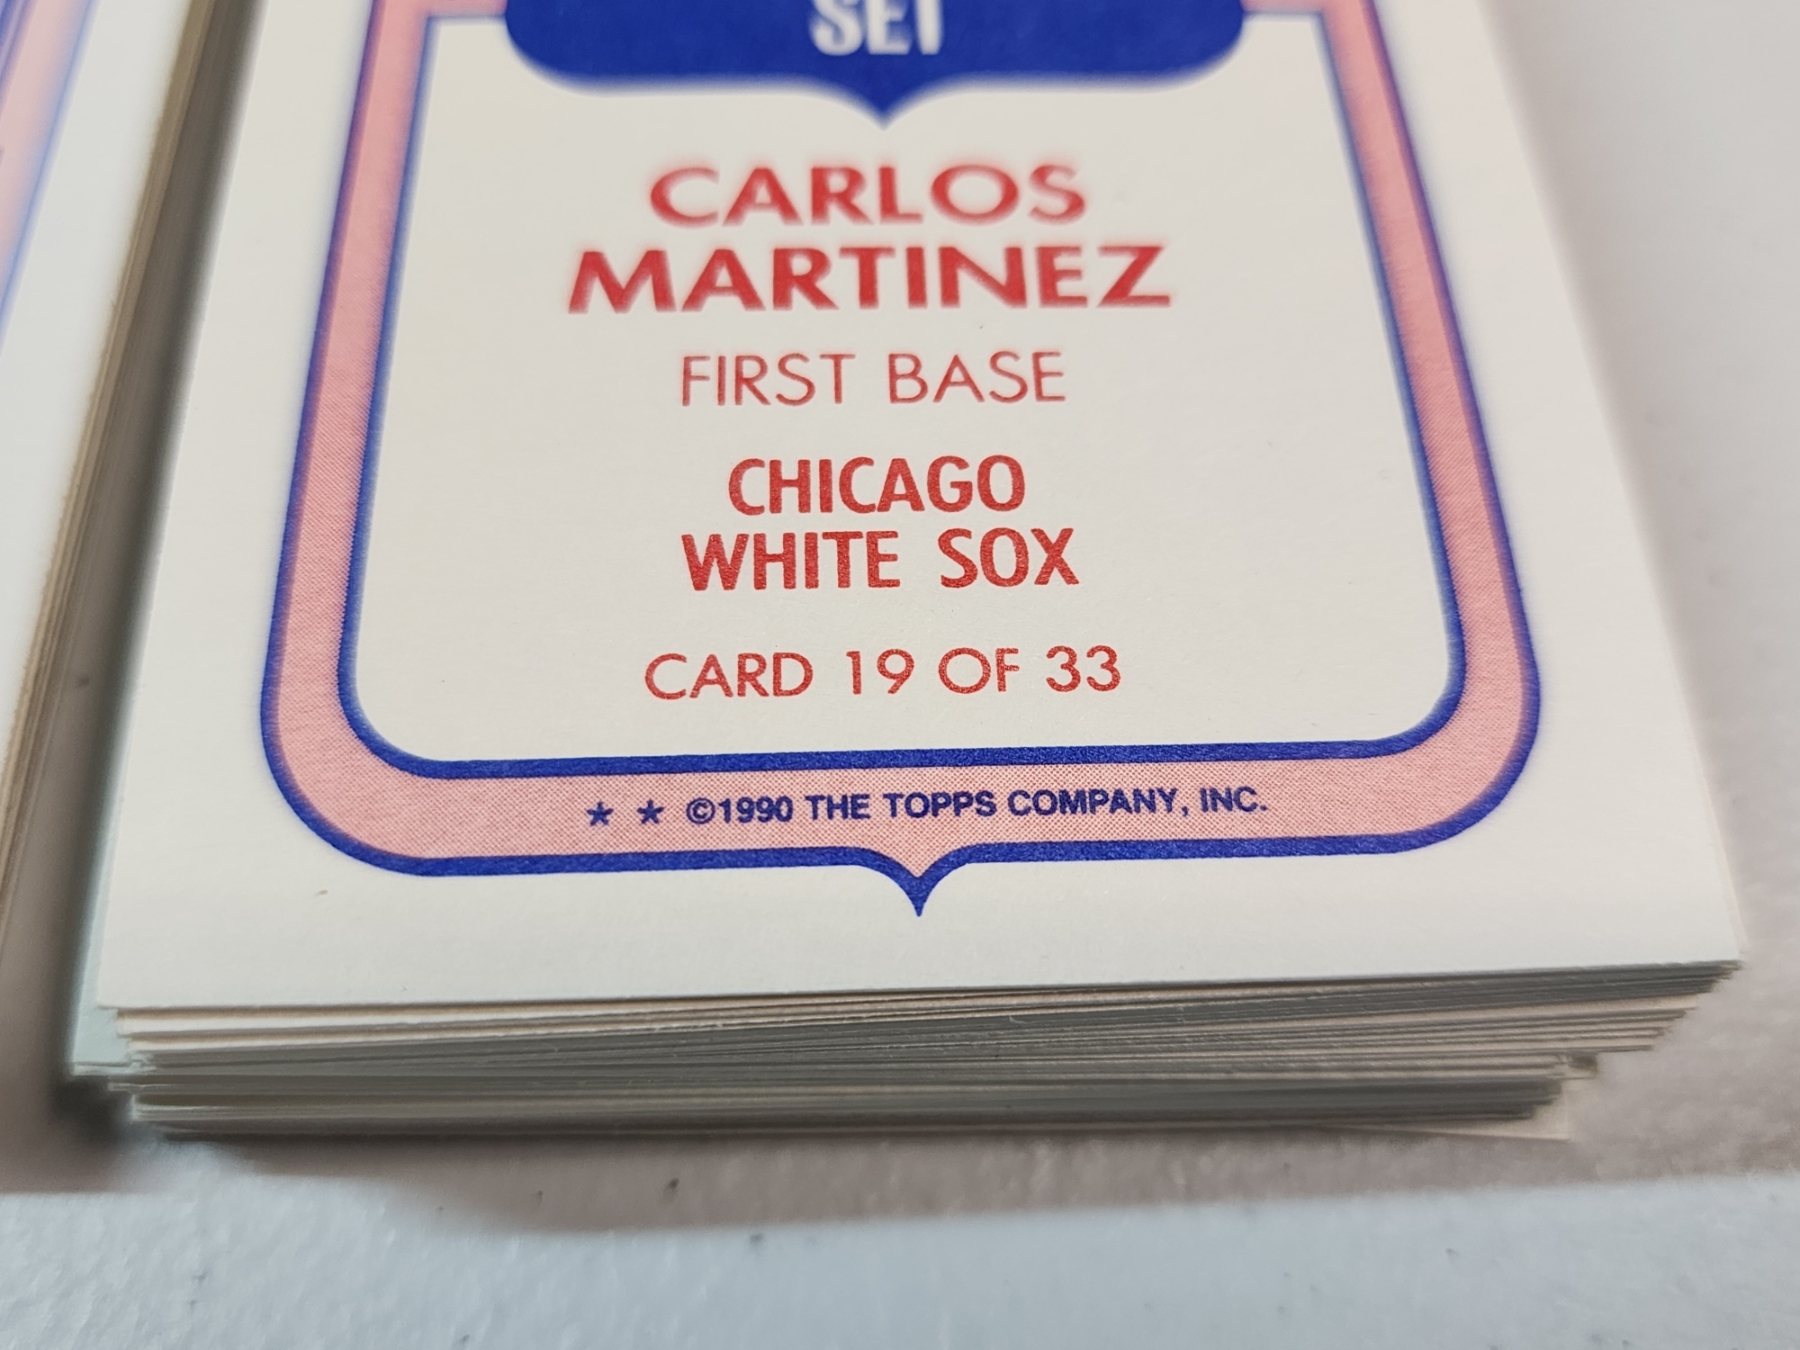 SET
CARLOS
MARTINEZ
FIRST BASE
CHICAGO
WHITE SOX
CARD 19 OF 33
★ ★ ©1990 THE TOPPS COMPANY, INC.